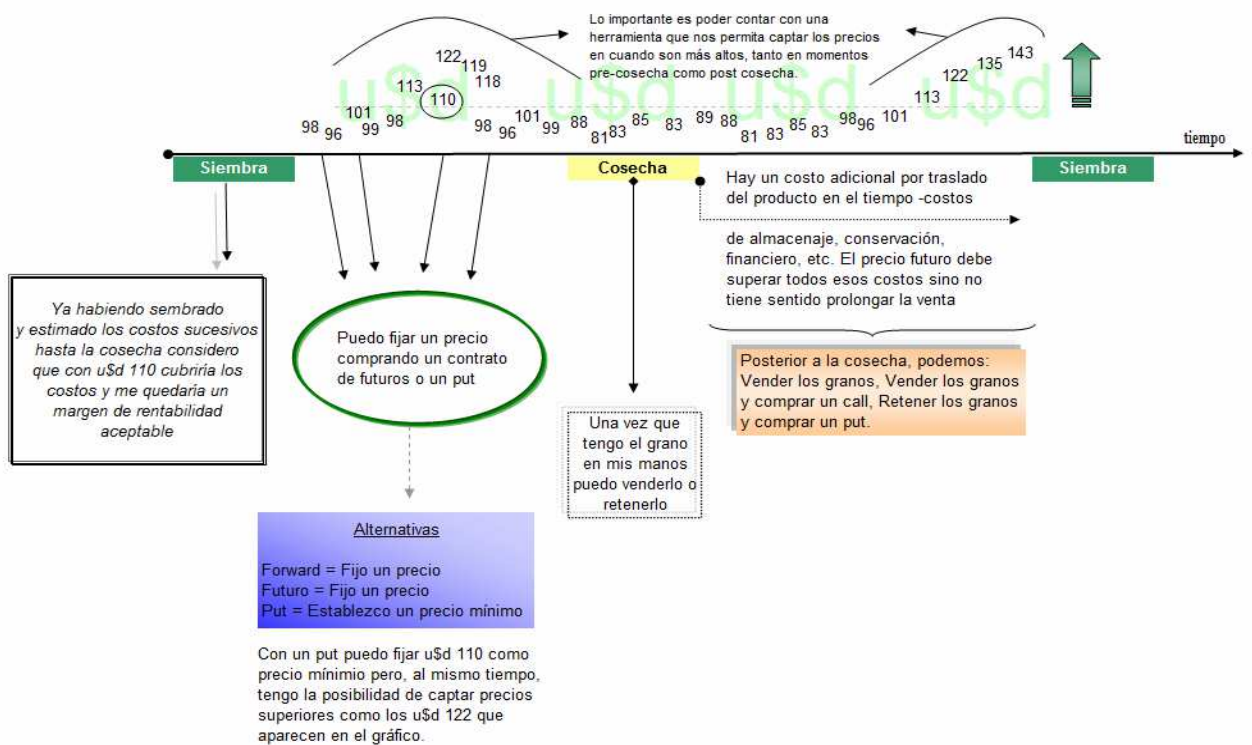 Lo importante es poder contar con una
herramienta que nos permita captar los precios
en cuando son más altos, tanto en momentos
pre-cosecha como post cosecha.
u$d u$d u$d u$d
98 96 101 99 98 113 110 122 119 118 98 96 101 99 88 81 83 85 83 89 88 81 83 85 83 98 96 101 113 122 135 143
tiempo
Siembra
Cosecha
Siembra
Ya habiendo sembrado
y estimado los costos sucesivos
hasta la cosecha considero
que con u$d 110 cubriría los
costos y me quedaría un
margen de rentabilidad
aceptable
Puedo fijar un precio
comprando un contrato
de futuros o un put
Alternativas
Forward = Fijo un precio
Futuro = Fijo un precio
Put = Establezco un precio mínimo
Con un put puedo fijar u$d 110 como
precio mínimio pero, al mismo tiempo,
tengo la posibilidad de captar precios
superiores como los u$d 122 que
aparecen en el gráfico.
Una vez que
tengo el grano
en mis manos
puedo venderlo o
retenerlo
Hay un costo adicional por traslado
del producto en el tiempo -costos
de almacenaje, conservación,
financiero, etc. El precio futuro debe
superar todos esos costos sino no
tiene sentido prolongar la venta
Posterior a la cosecha, podemos:
Vender los granos, Vender los granos
y comprar un call, Retener los granos
y comprar un put.